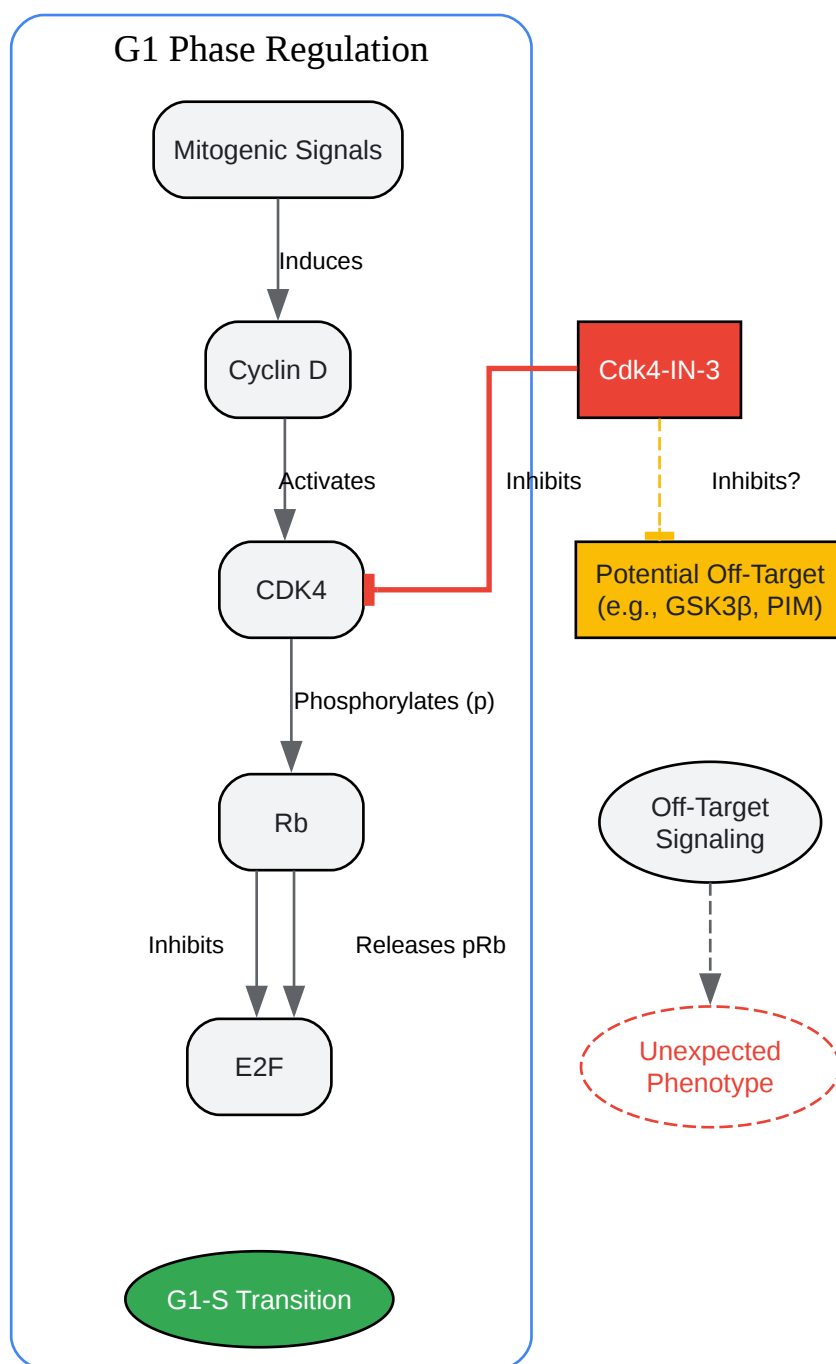 G1 Phase Regulation
Mitogenic Signals
Induces
Cyclin D
Cdk4-IN-3
Activates
Inhibits
Inhibits?
CDK4
Potential Off-Target
(e.g., GSK3β, PIM)
Phosphorylates (p)
Rb
Off-Target
Signaling
Inhibits
Releases pRb
E2F
Unexpected
Phenotype
G1-S Transition